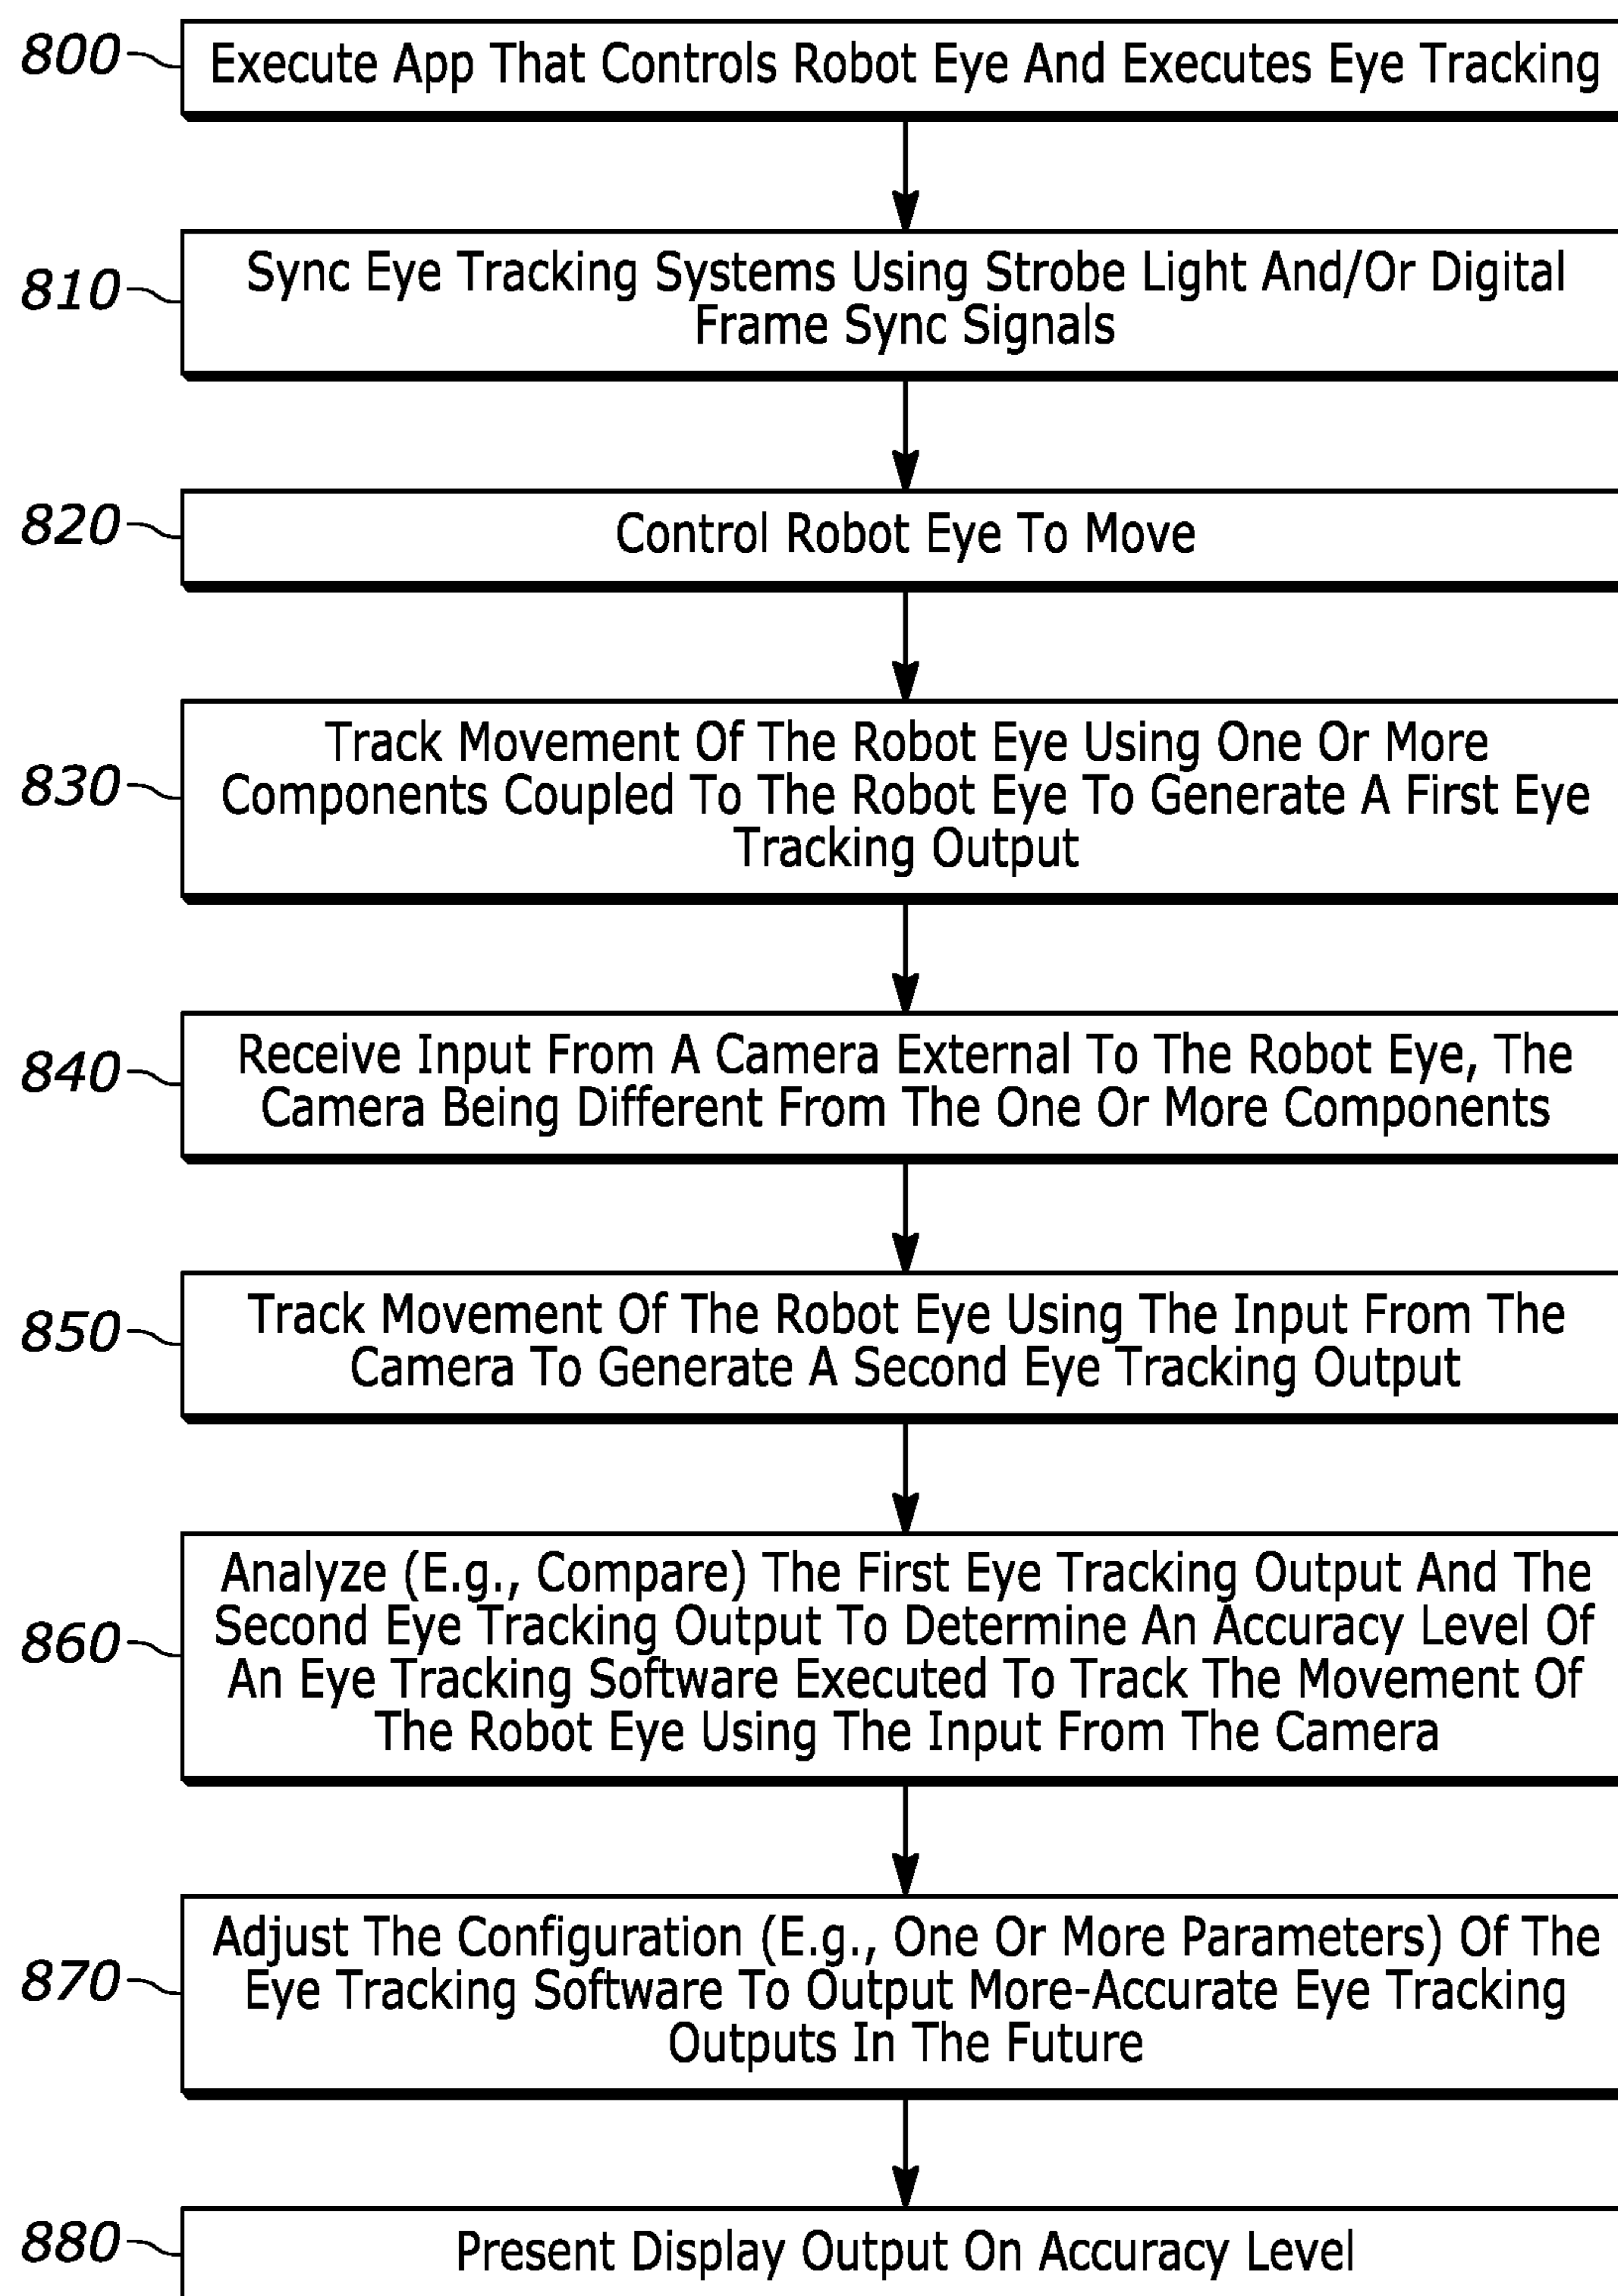 800
Execute App That Controls Robot Eye And Executes Eye Tracking
810
Sync Eye Tracking Systems Using Strobe Light And/Or Digital
Frame Sync Signals
820
Control Robot Eye To Move
830
Track Movement Of The Robot Eye Using One Or More
Components Coupled To The Robot Eye To Generate A First Eye
Tracking Output
840
Receive Input From A Camera External To The Robot Eye, The
Camera Being Different From The One Or More Components
850
Track Movement Of The Robot Eye Using The Input From The
Camera To Generate A Second Eye Tracking Output
860
Analyze (E.g., Compare) The First Eye Tracking Output And The
Second Eye Tracking Output To Determine An Accuracy Level Of
An Eye Tracking Software Executed To Track The Movement Of
The Robot Eye Using The Input From The Camera
870
Adjust The Configuration (E.g., One Or More Parameters) Of The
Eye Tracking Software To Output More-Accurate Eye Tracking
Outputs In The Future
880
Present Display Output On Accuracy Level